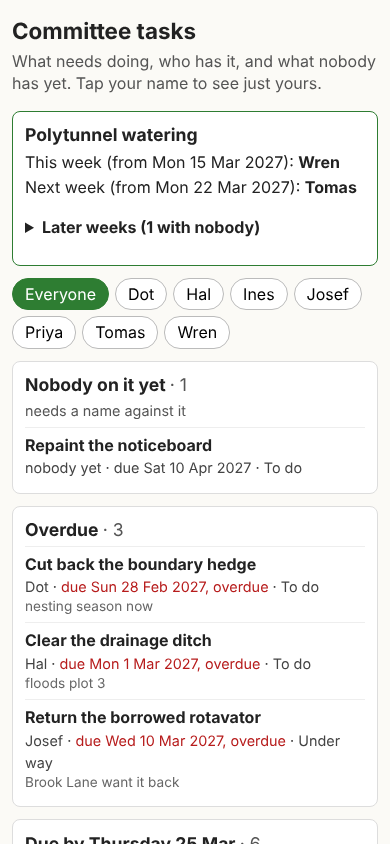 Committee tasks
What needs doing, who has it, and what nobody
has yet. Tap your name to see just yours.
Polytunnel watering
This week (from Mon 15 Mar 2027): Wren
Next week (from Mon 22 Mar 2027): Tomas
Later weeks (1 with nobody)
Everyone Dot Hal Ines Josef
Priya Tomas Wren
Nobody on it yet · 1
needs a name against it
Repaint the noticeboard
nobody yet · due Sat 10 Apr 2027 · To do
Overdue · 3
Cut back the boundary hedge
Dot · due Sun 28 Feb 2027, overdue · To do
nesting season now
Clear the drainage ditch
Hal · due Mon 1 Mar 2027, overdue · To do
floods plot 3
Return the borrowed rotavator
Josef · due Wed 10 Mar 2027, overdue · Under
way
Brook Lane want it back
Due by Thursday 25 Mar · 6